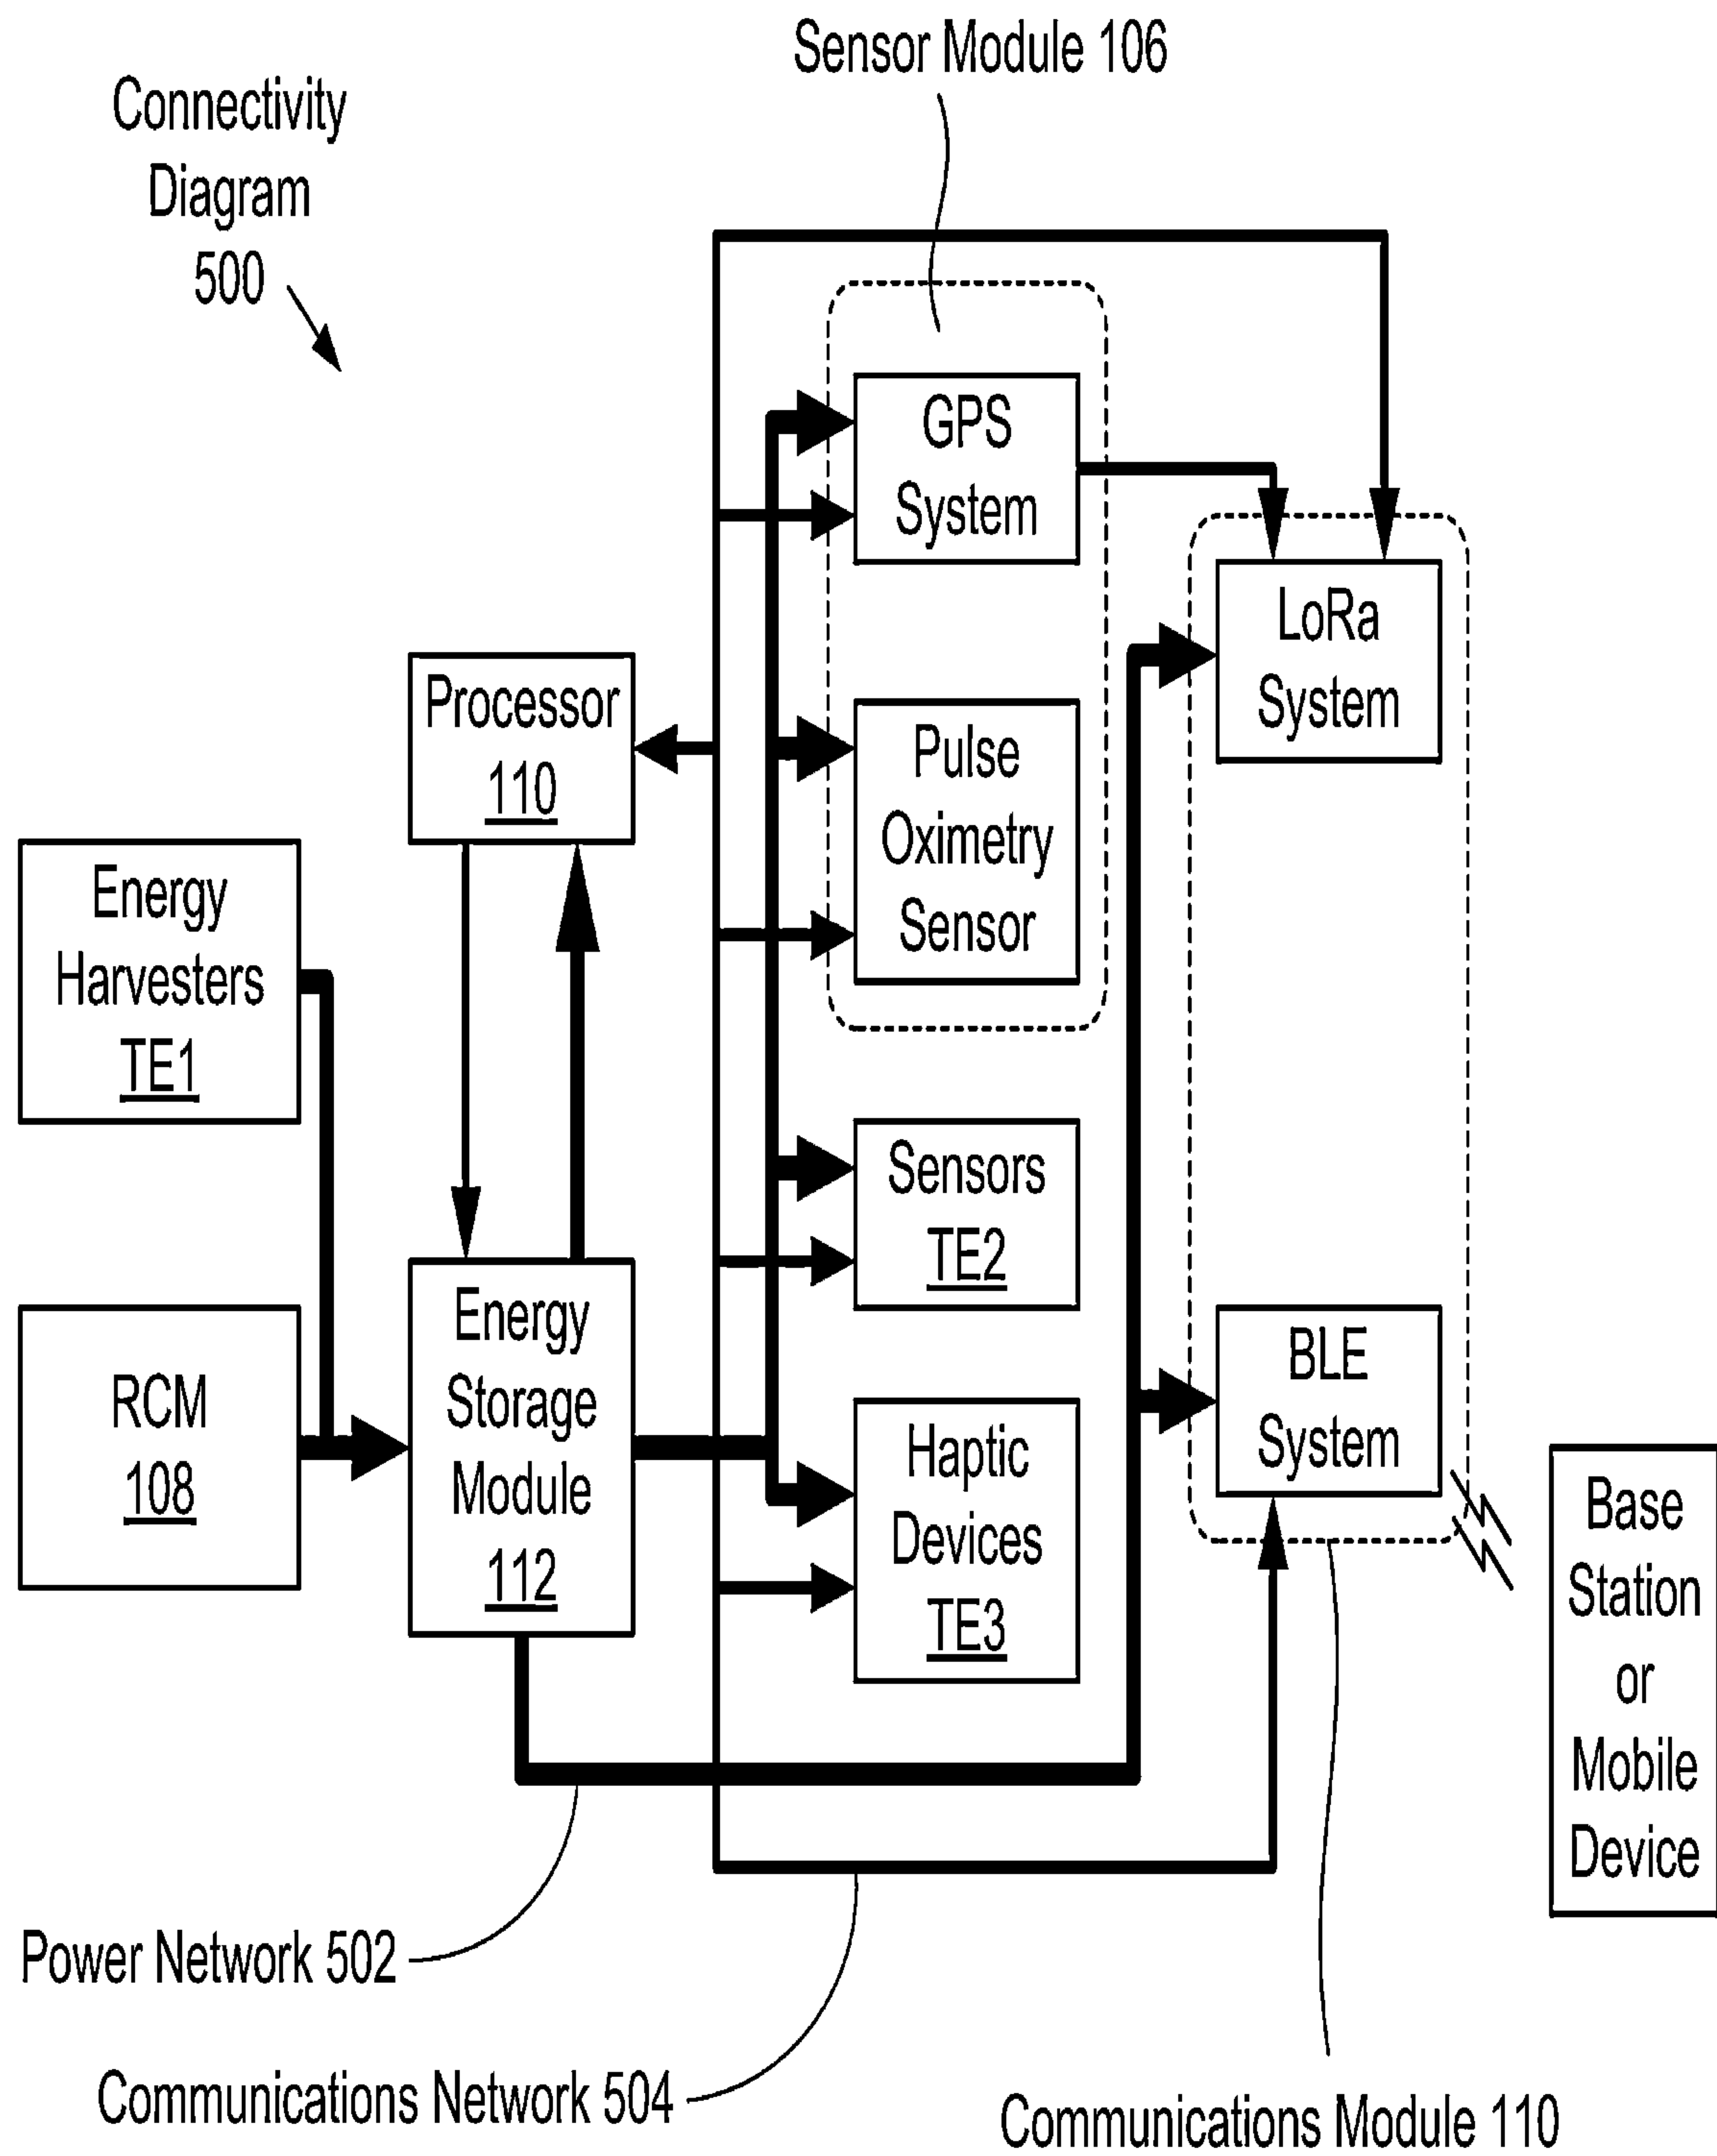 Sensor Module 106
Connectivity
Diagram
500
GPS
System
LoRa
System
Processor
110
Pulse
Oximetry
Sensor
Energy
Harvesters
TE1
Sensors
TE2
Energy
Storage
Module
112
RCM
108
BLE
System
Haptic
Devices
TE3
Base
Station
or
Mobile
Device
Power Network 502
Communications Network 504
Communications Module 110